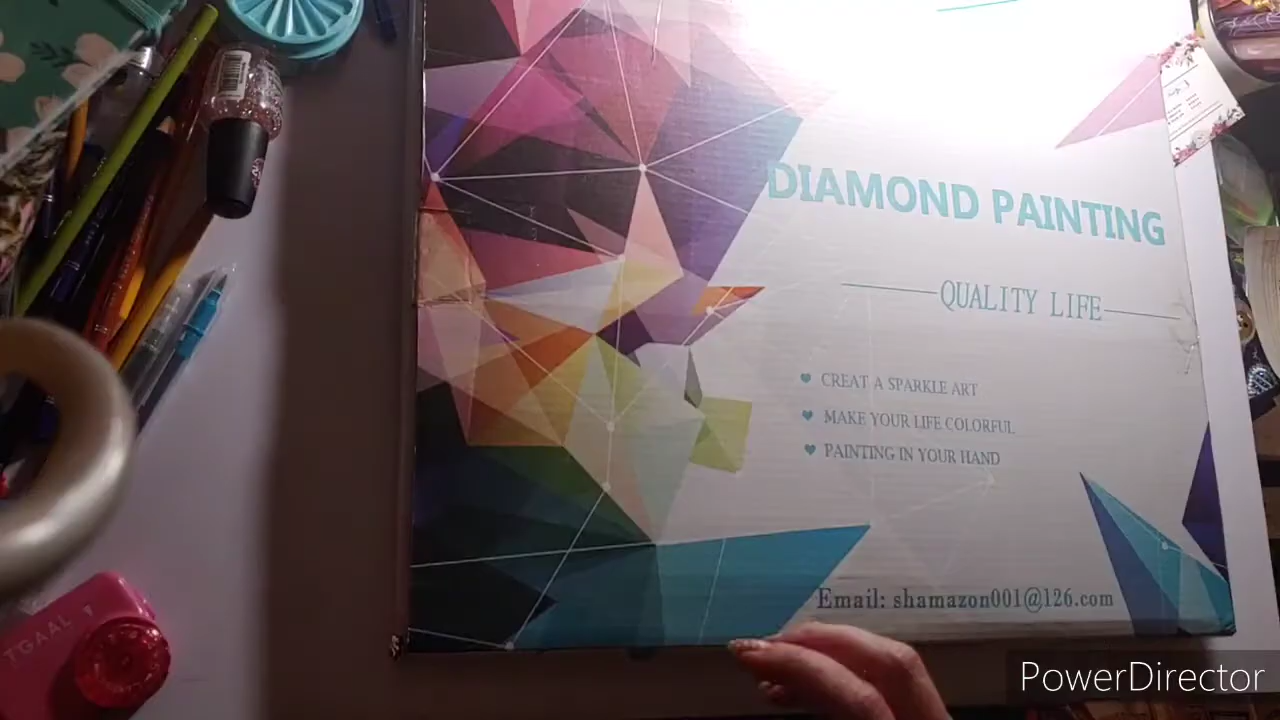 DIAMOND PAINTING
QUALITY LIFE
CREAT A SPARKLE ART
MAKE YOUR LIFE COLORFUL
PAINTING IN YOUR HAND
Email: shamazon001@126.com
TGAAL
PowerDirector